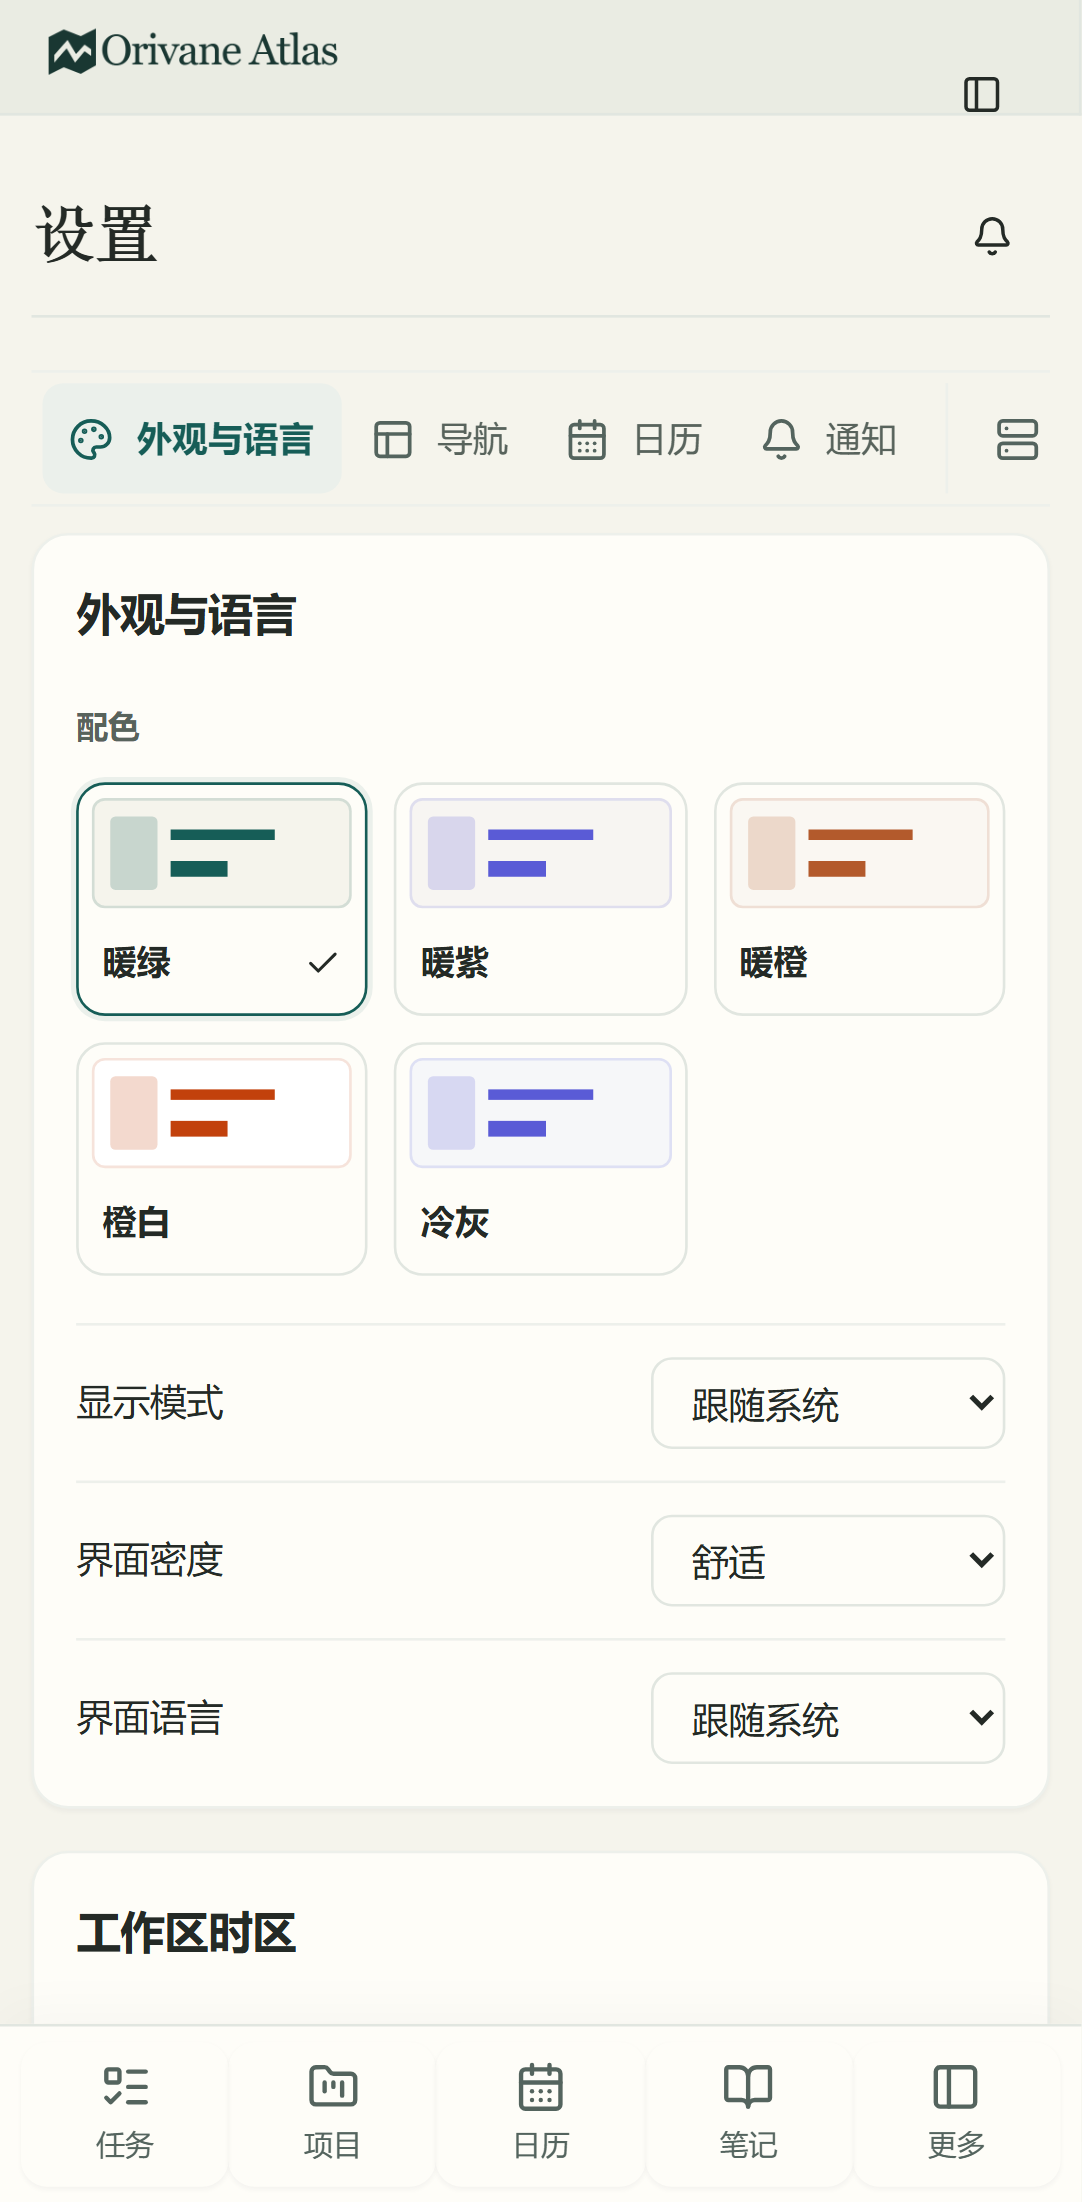 Orivane Atlas
设置
外观与语言 导航 日历 通知
外观与语言
配色
暖绿 暖紫 暖橙
橙白 冷灰
显示模式 跟随系统
界面密度 舒适
界面语言 跟随系统
工作区时区
任务 项目 日历 笔记 更多